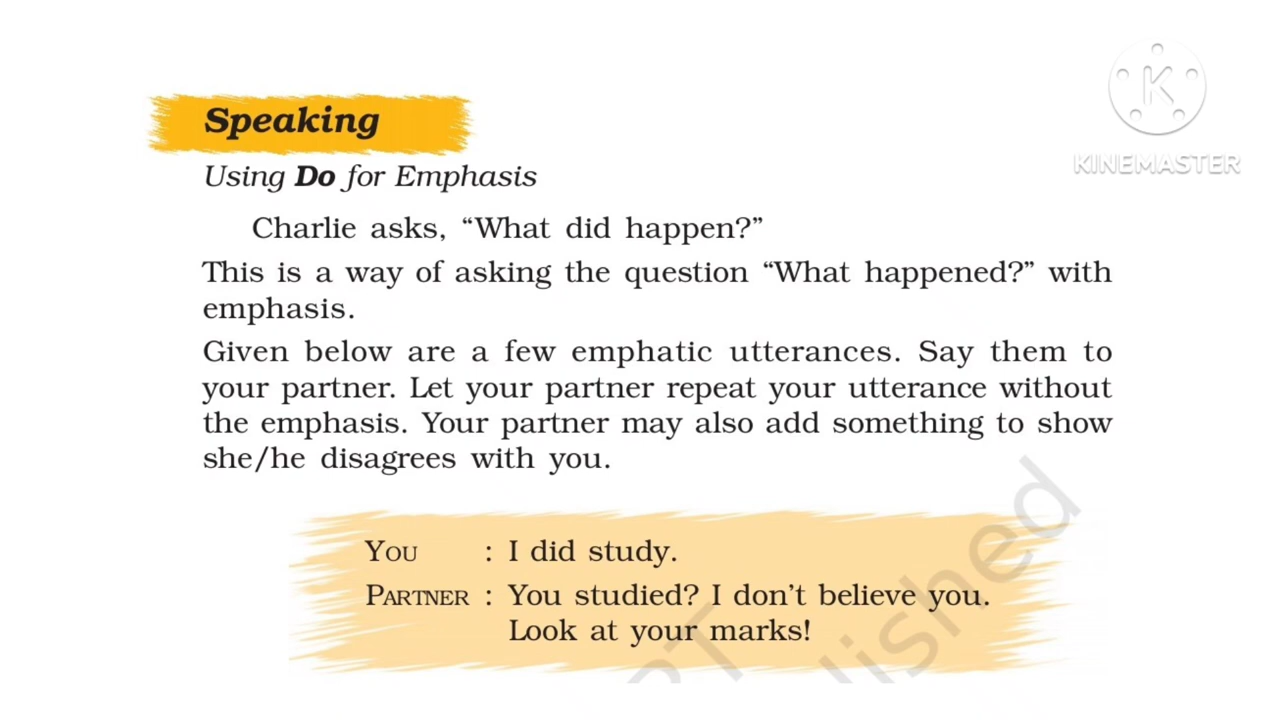 Speaking
KINEMASTER
Using Do for Emphasis
Charlie asks, “What did happen?”
This is a way of asking the question “What happened?” with
emphasis.
Given below are a few emphatic utterances. Say them to
your partner. Let your partner repeat your utterance without
the emphasis. Your partner may also add something to show
she/he disagrees with you.
YOU : I did study.
PARTNER : You studied? I don’t believe you.
Look at your marks!